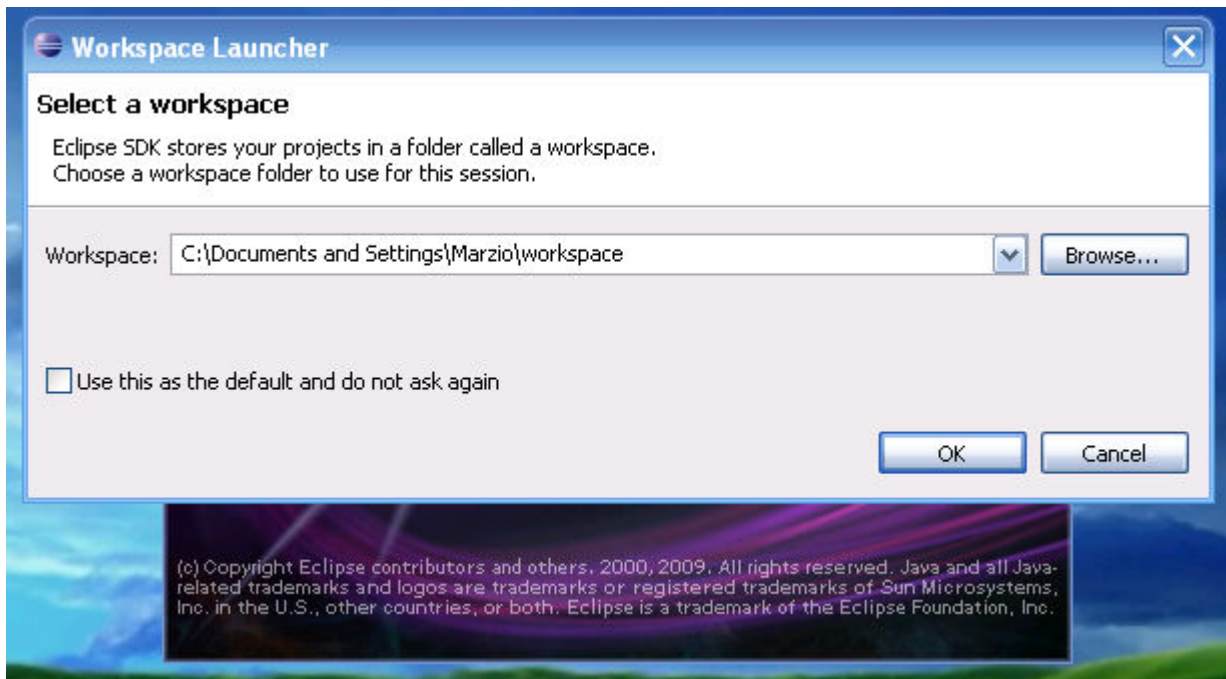 Workspace Launcher
Select a workspace
Eclipse SDK stores your projects in a folder called a workspace.
Choose a workspace folder to use for this session.
Workspace: C:\Documents and Settings\Marzio\workspace Browse...
Use this as the default and do not ask again
OK Cancel
(c) Copyright Eclipse contributors and others, 2000, 2009. All rights reserved. Java and all Java-
related trademarks and logos are trademarks or registered trademarks of Sun Microsystems,
Inc. in the U.S., other countries, or both. Eclipse is a trademark of the Eclipse Foundation, Inc.